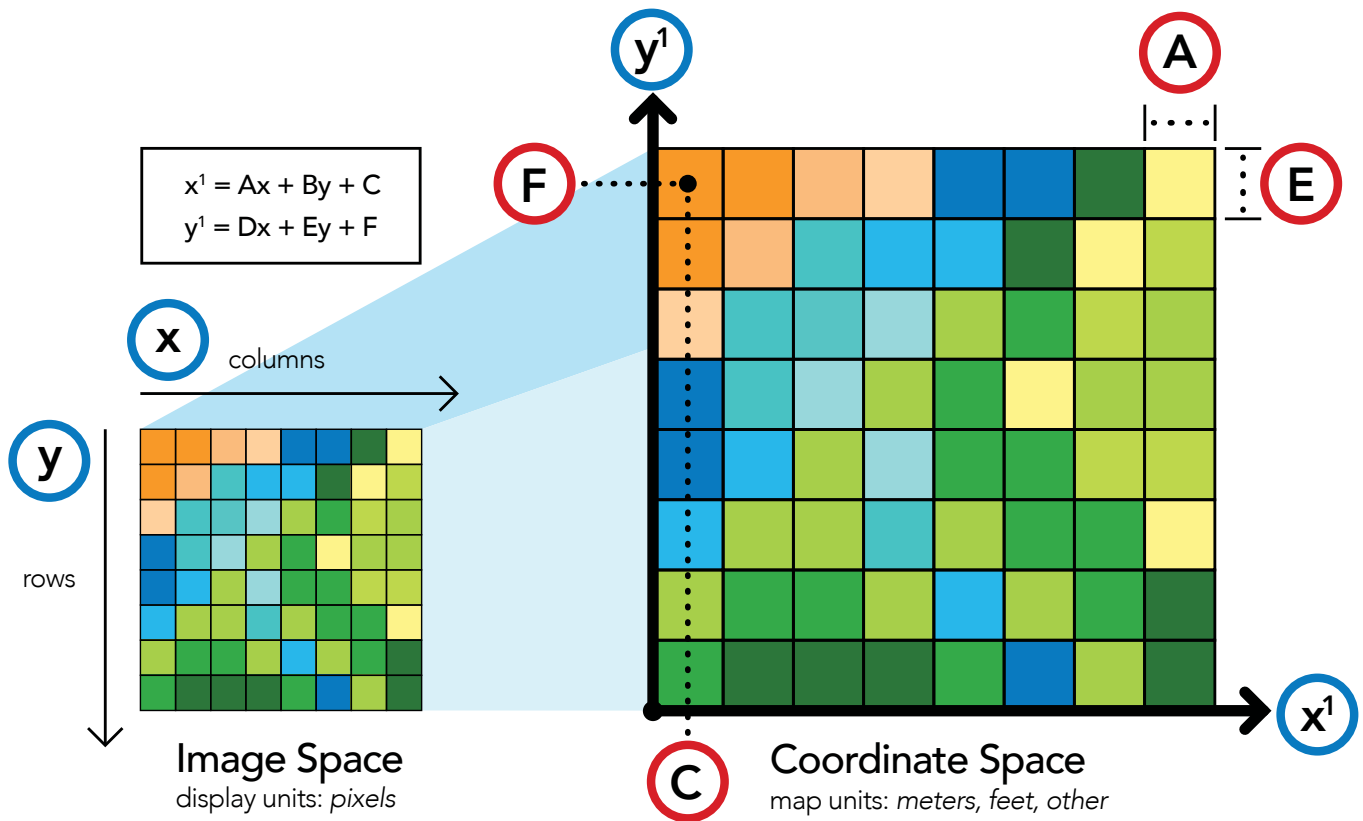 y¹
A
x¹ = Ax + By + C
y¹ = Dx + Ey + F
F
E
x
columns
y
rows
x¹
Image Space
display units: pixels
C
Coordinate Space
map units: meters, feet, other